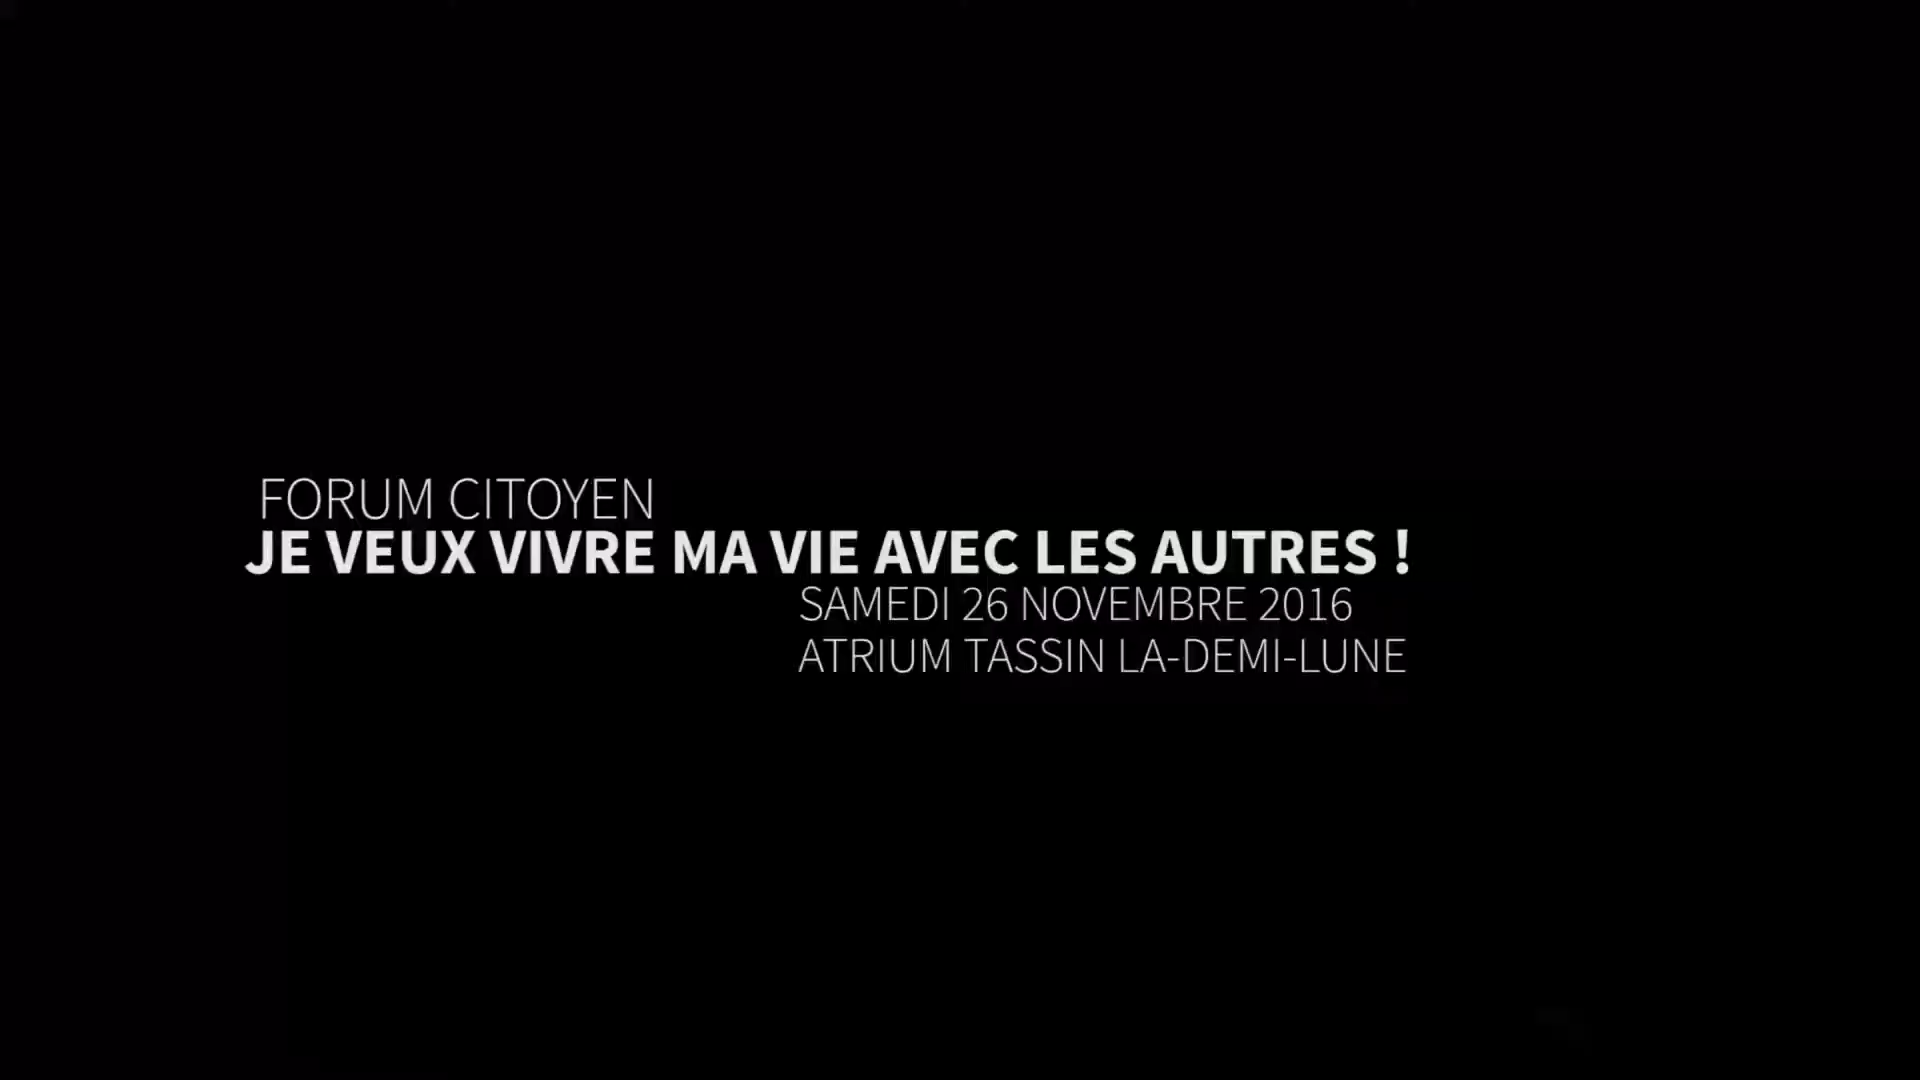 FORUM CITOYEN
JE VEUX VIVRE MA VIE AVEC LES AUTRES !
SAMEDI 26 NOVEMBRE 2016
ATRIUM TASSIN LA-DEMI-LUNE